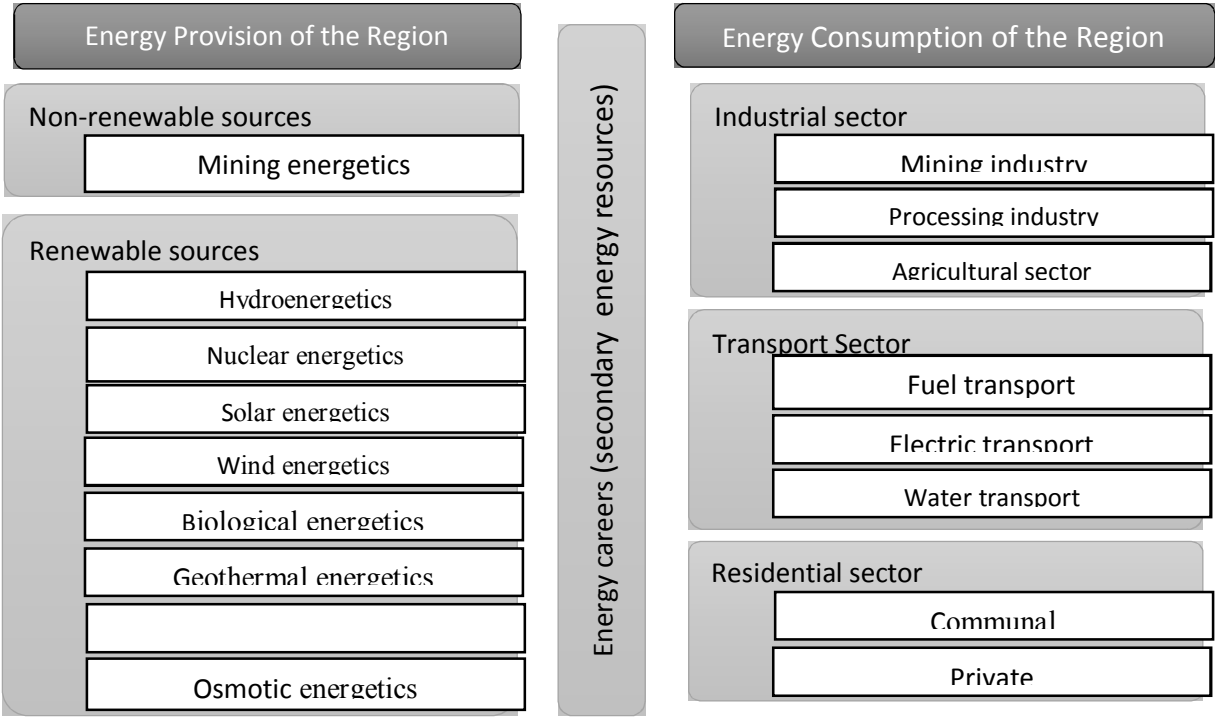 Energy Provision of the Region
Non-renewable sources
Mining energetics
Renewable sources
Hydroenergetics
Nuclear energetics
Solar energetics
Wind energetics
Biological energetics
Geothermal energetics
Osmotic energetics
Energy careers (secondary energy resources)
Energy Consumption of the Region
Industrial sector
Mining industry
Processing industry
Agricultural sector
Transport Sector
Fuel transport
Electric transport
Water transport
Residential sector
Communal
Private